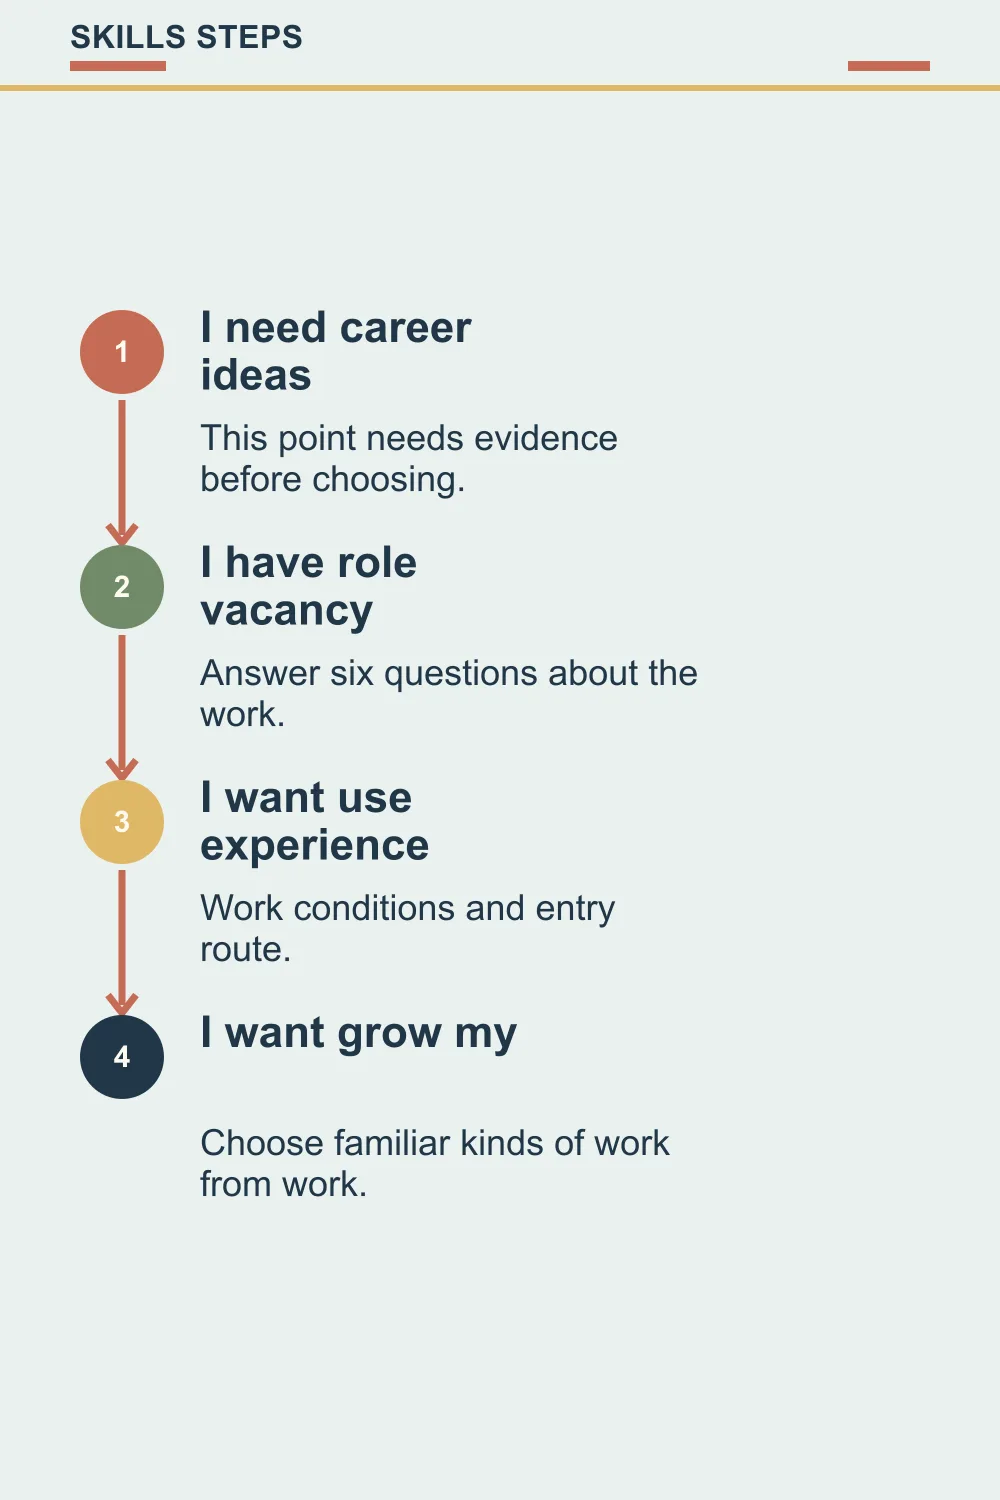 SKILLS STEPS
1
I need career
ideas
This point needs evidence
before choosing.
2
I have role
vacancy
Answer six questions about the
work.
3
I want use
experience
Work conditions and entry
route.
4
I want grow my
Choose familiar kinds of work
from work.